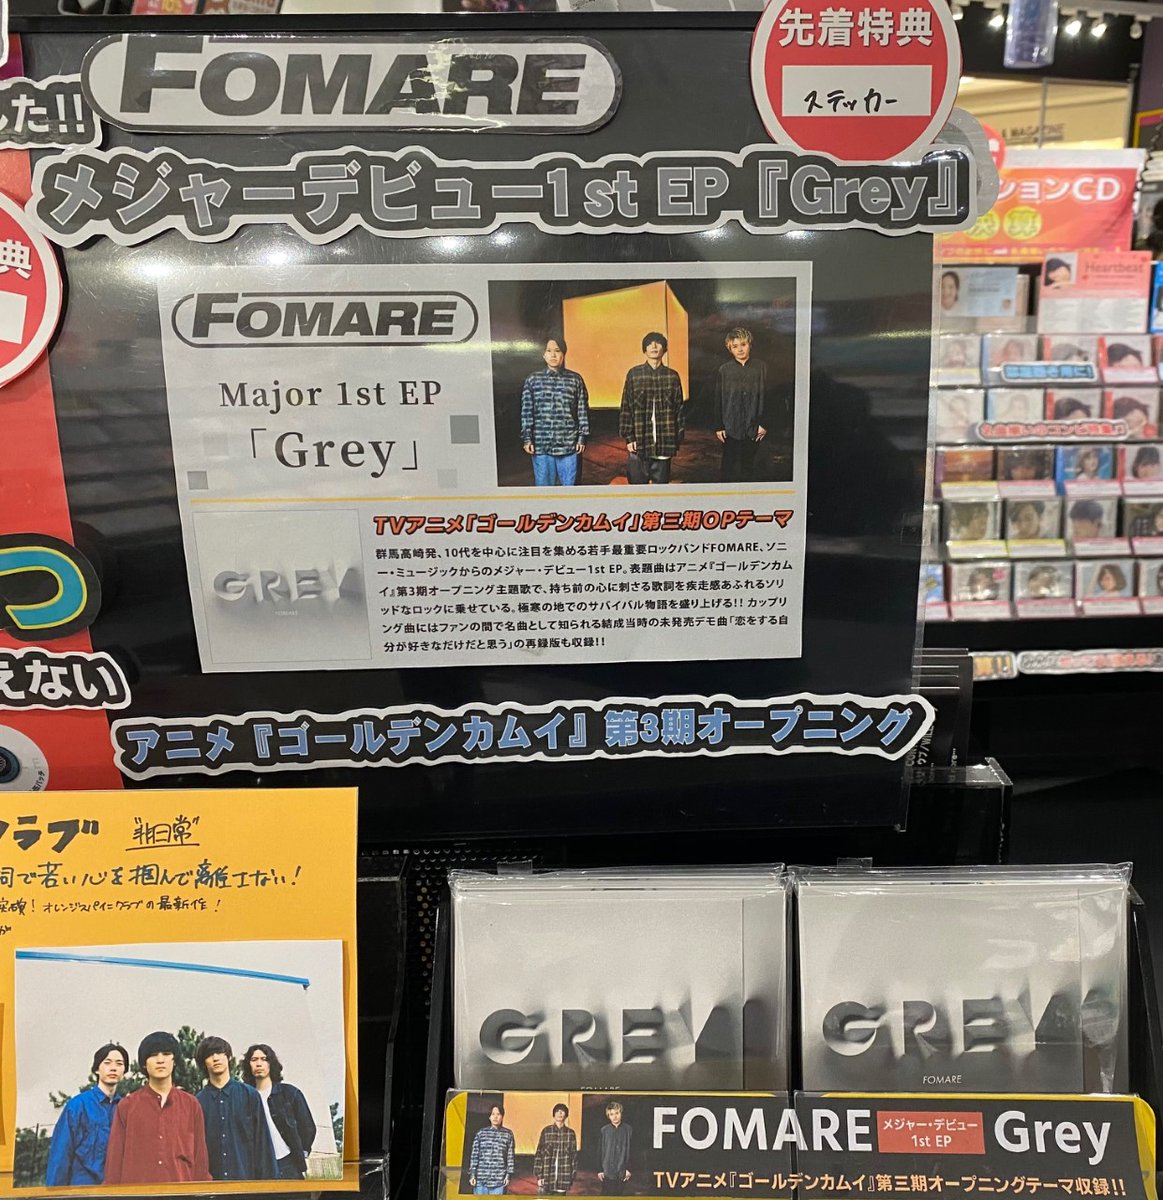 した!!
FOMARE
先着特典
ステッカー
メジャーデビュー1st EP『Grey』
典
ションCD
FOMARE
Major 1st EP
「Grey」
Heartbeat
TVアニメ「ゴールデンカムイ」第三期OPテーマ
群馬高崎発、10代を中心に注目を集める若手最重要ロックバンドFOMARE、ソニ
ー・ミュージックからのメジャー・デビュー1st EP。表題曲はアニメ『ゴールデンカム
イ』第3期オープニング主題歌で、持ち前の心に刺さる歌詞を疾走感あふれるソリ
ッドなロックに乗せている。極寒の地でのサバイバル物語を盛り上げる!! カップリ
ング曲にはファンの間で名曲として知られる結成当時の未発売デモ曲「恋をする自
分が好きなだけだと思う」の再録版も収録!!
GREY
FOMARE
つ
えない
アニメ『ゴールデンカムイ』第3期オープニング
クラブ
詞で若い心を掴んで離さない!
オレンジスパイニクラブの最新作!
GREY
FOMARE
GREY
FOMARE
FOMARE
メジャー・デビュー
1st EP
Grey
TVアニメ『ゴールデンカムイ』第三期オープニングテーマ収録!!